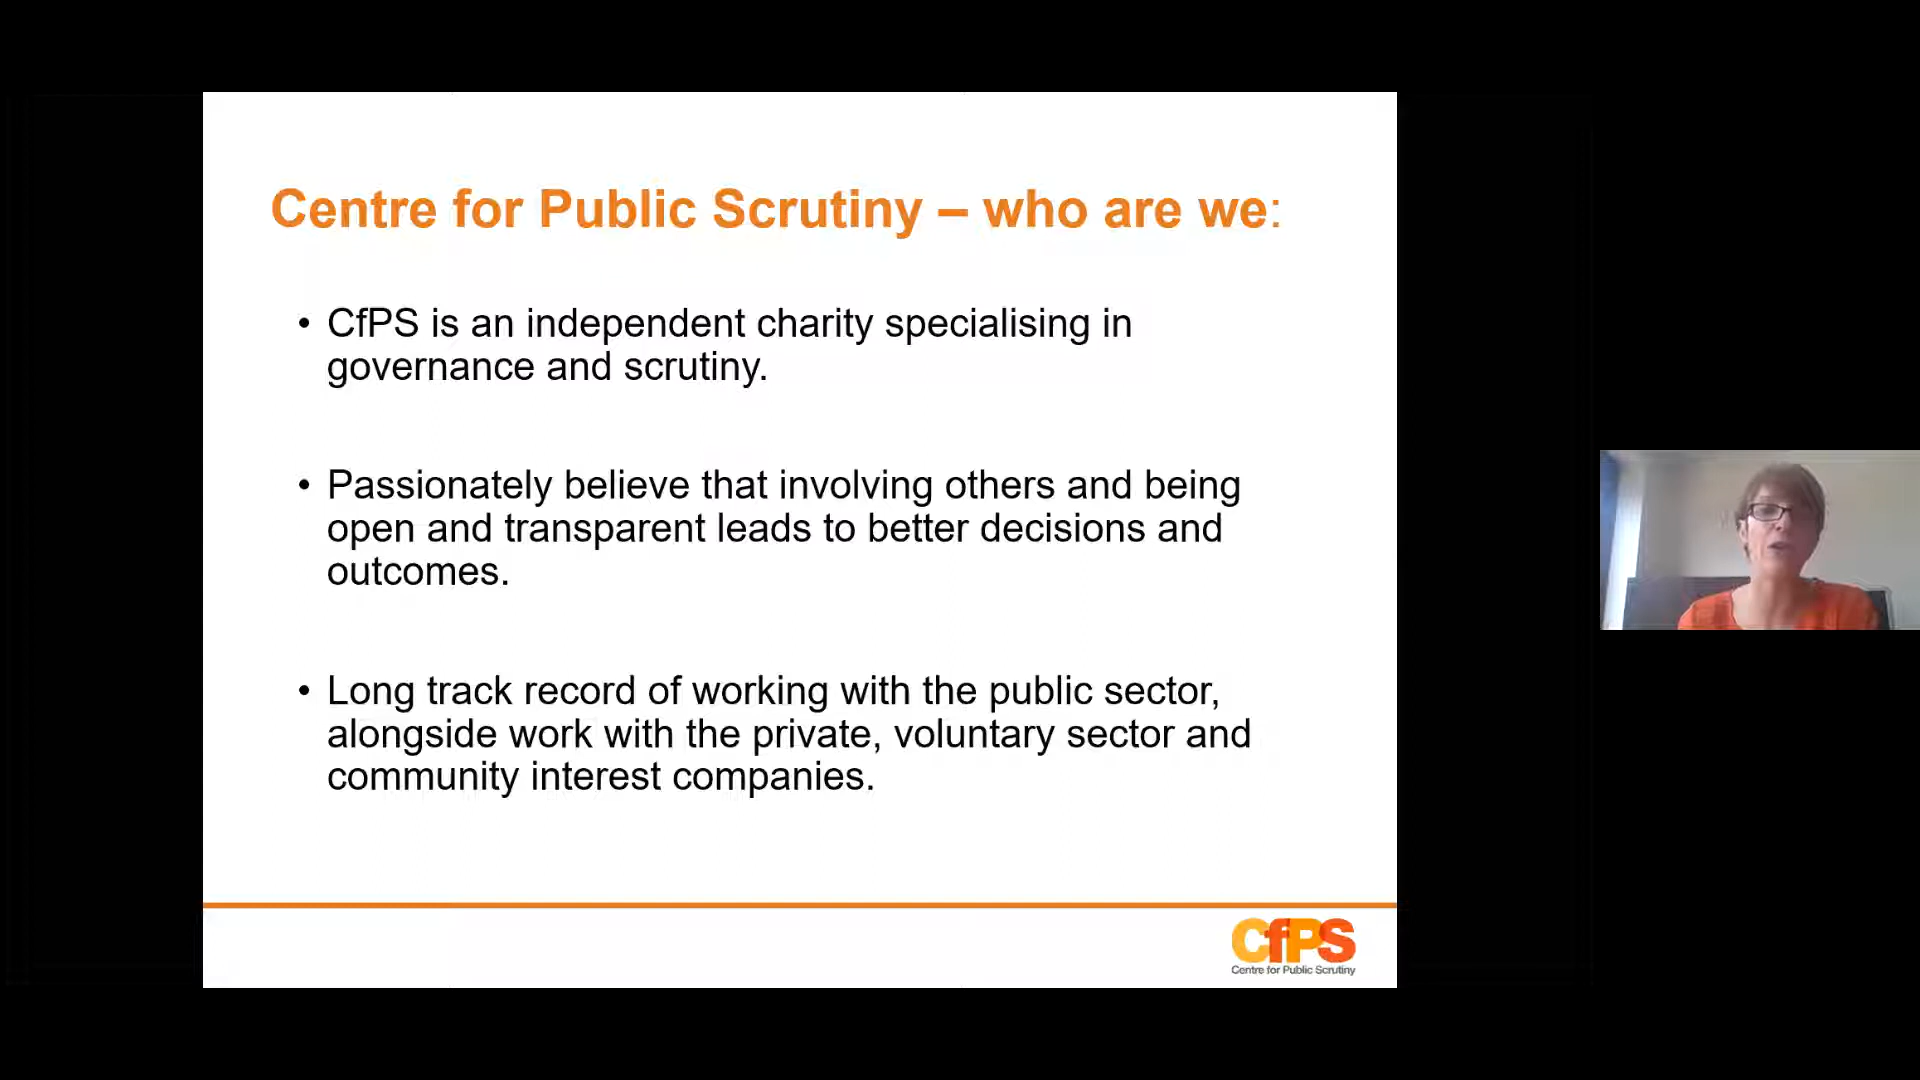 Centre for Public Scrutiny – who are we:
• CfPS is an independent charity specialising in
governance and scrutiny.
• Passionately believe that involving others and being
open and transparent leads to better decisions and
outcomes.
• Long track record of working with the public sector,
alongside work with the private, voluntary sector and
community interest companies.
CfPS
Centre for Public Scrutiny